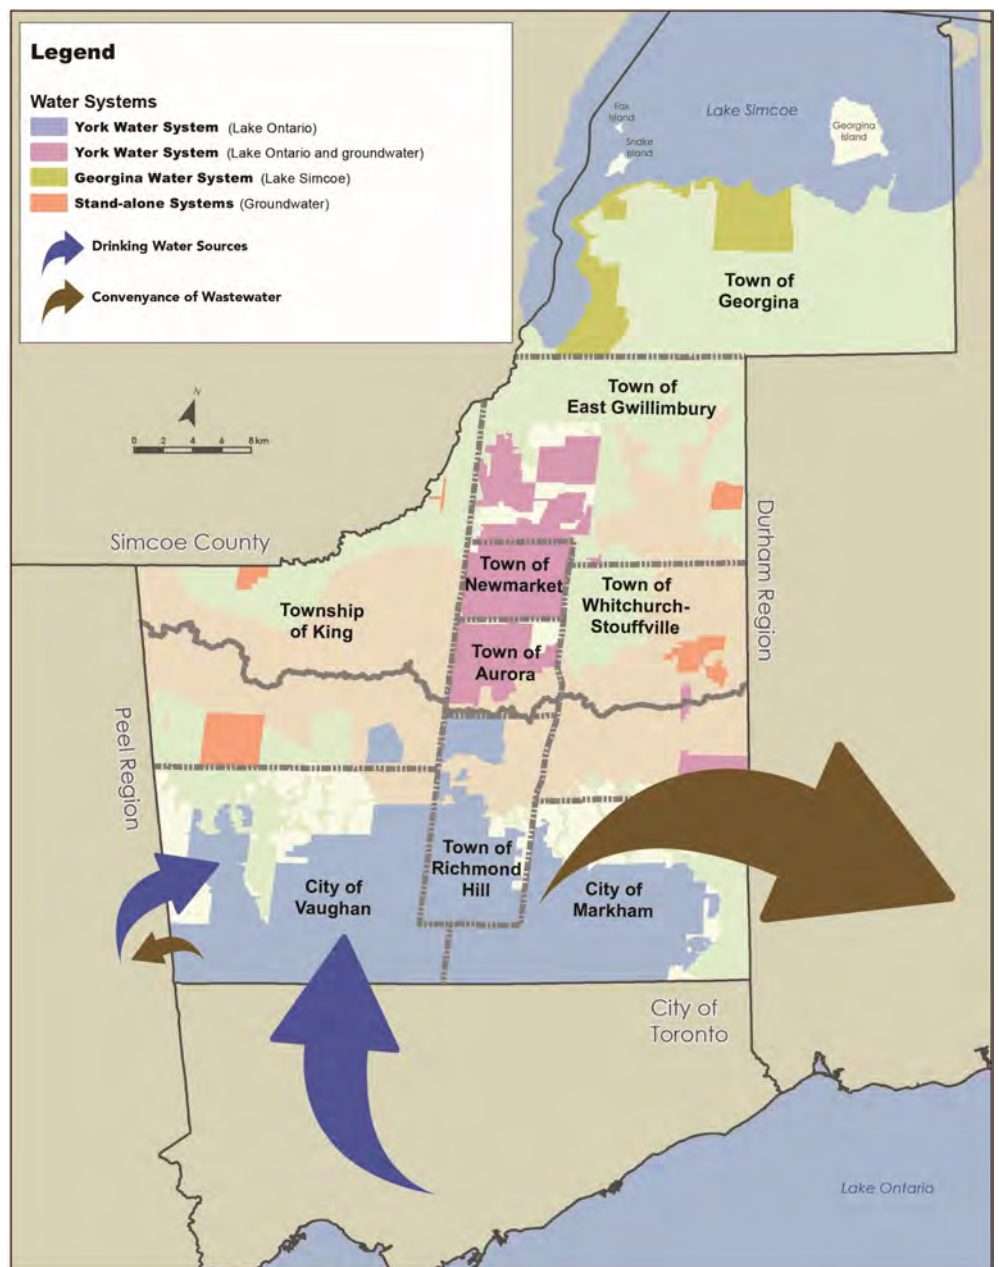 Legend
Water Systems
York Water System (Lake Ontario)
York Water System (Lake Ontario and groundwater)
Georgina Water System (Lake Simcoe)
Stand-alone Systems (Groundwater)
Drinking Water Sources
Convenyance of Wastewater
N
0 2 4 6 8 km
Lake Simcoe
Fox
Island
Snake
Island
Georgina
Island
Town of
Georgina
Town of
East Gwillimbury
Simcoe County
Durham Region
Town of
Newmarket
Town of
Whitchurch-
Stouffville
Township
of King
Town of
Aurora
Peel Region
Town of
Richmond
Hill
City of
Vaughan
City of
Markham
City of
Toronto
Lake Ontario